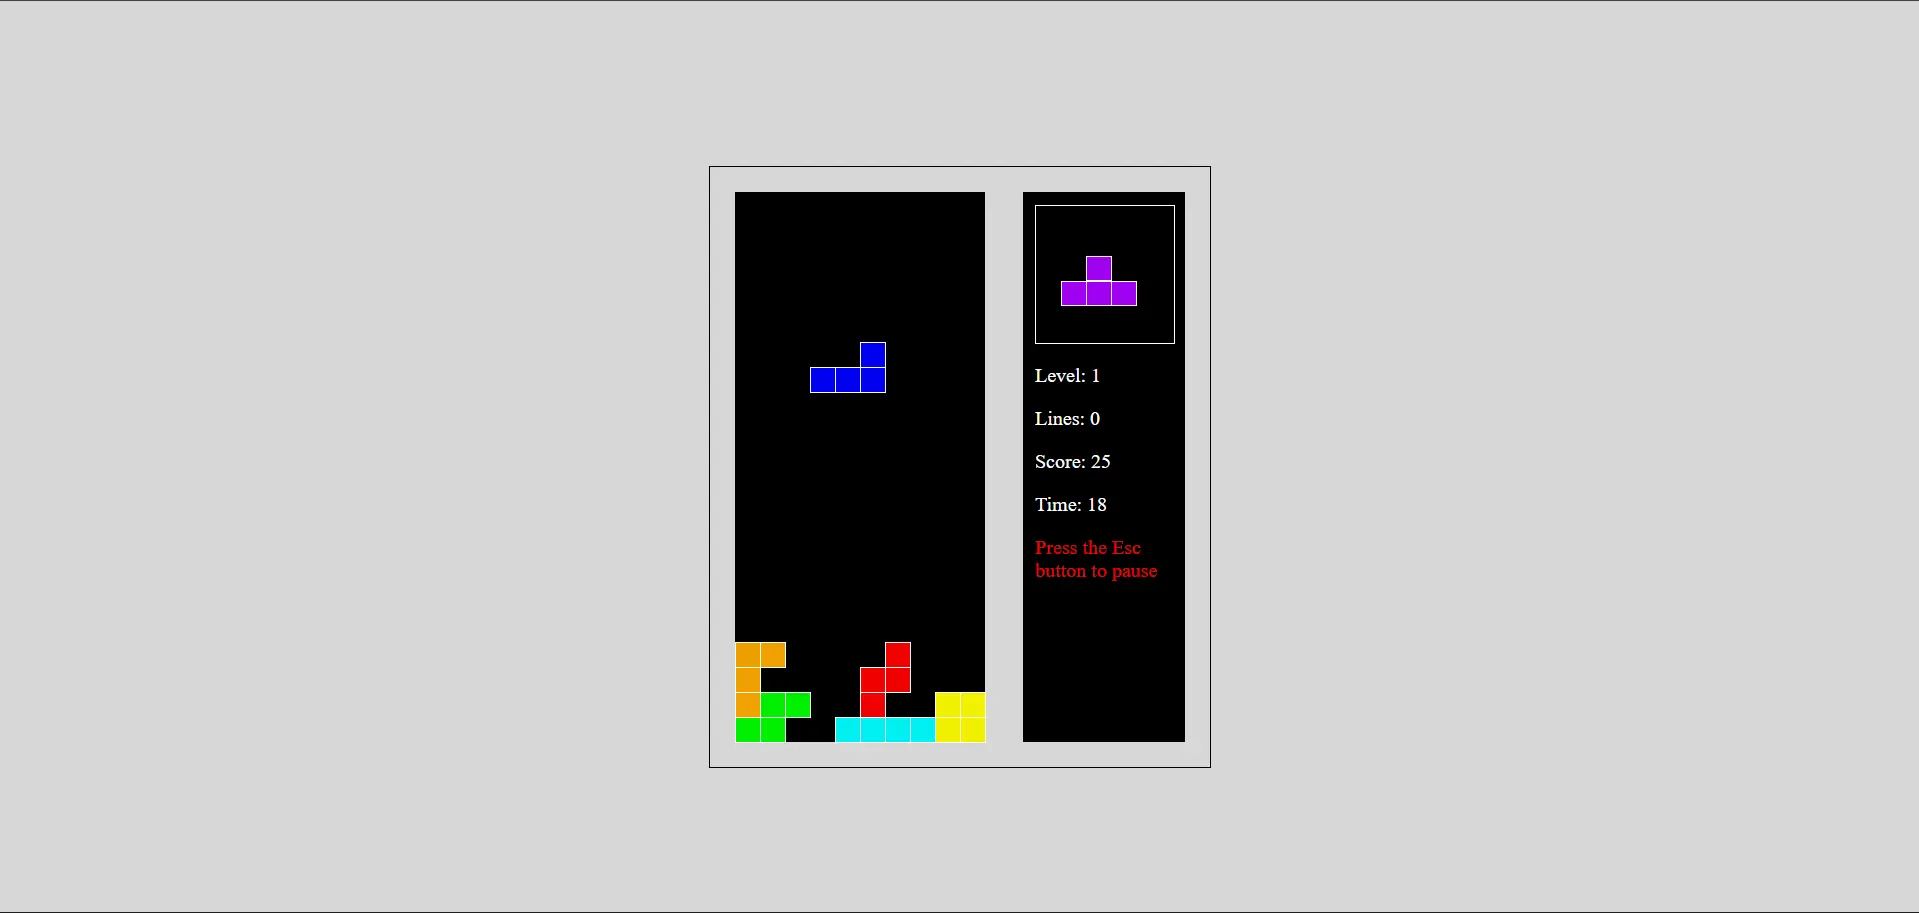 Level: 1
Lines: 0
Score: 25
Time: 18
Press the Esc
button to pause